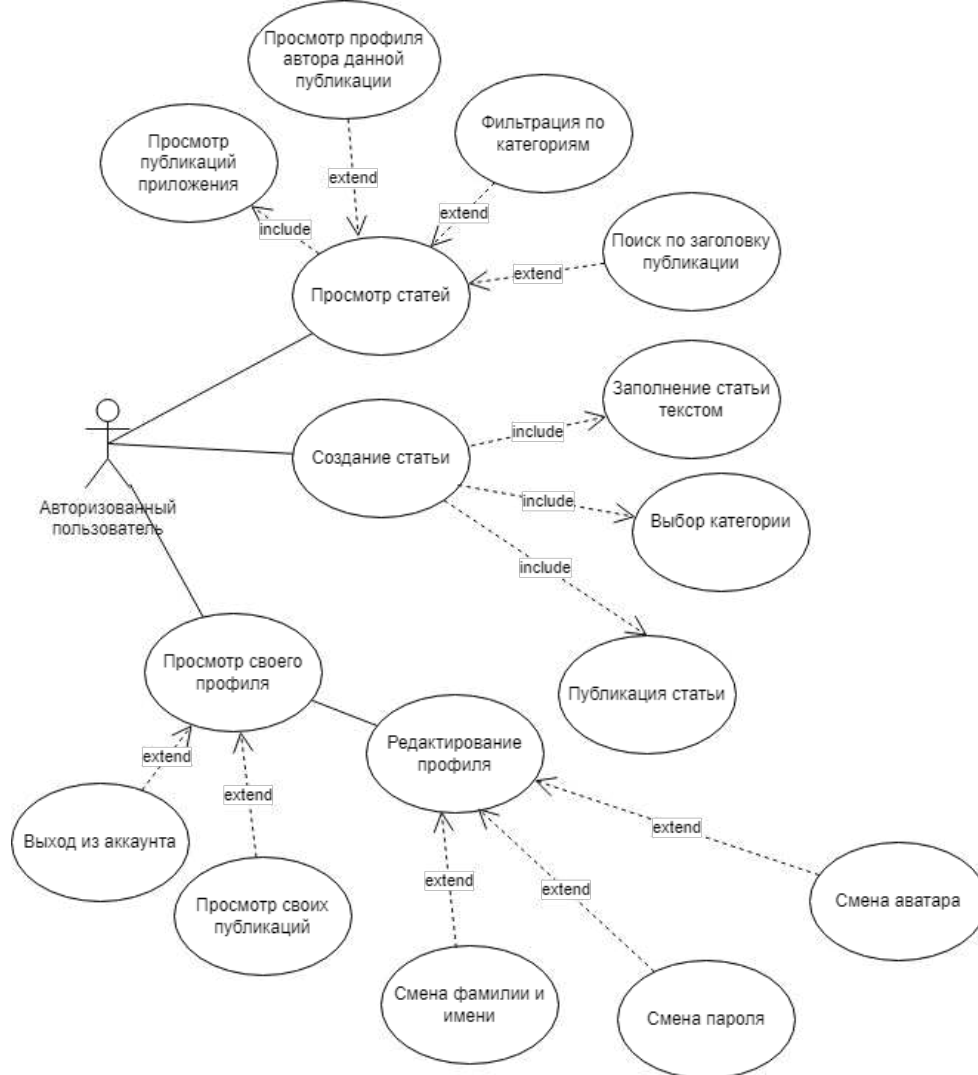 Просмотр профиля
автора данной
публикации
Фильтрация по
категориям
Просмотр
публикаций
приложения
extend
extend
include
Поиск по заголовку
публикации
extend
Просмотр статей
Заполнение статьи
текстом
include
Создание статьи
include
Выбор категории
Авторизованный
пользователь
include
Просмотр своего
профиля
Публикация статьи
Редактирование
профиля
extend
extend
Выход из аккаунта
extend
extend
extend
Просмотр своих
публикаций
Смена аватара
Смена фамилии и
имени
Смена пароля